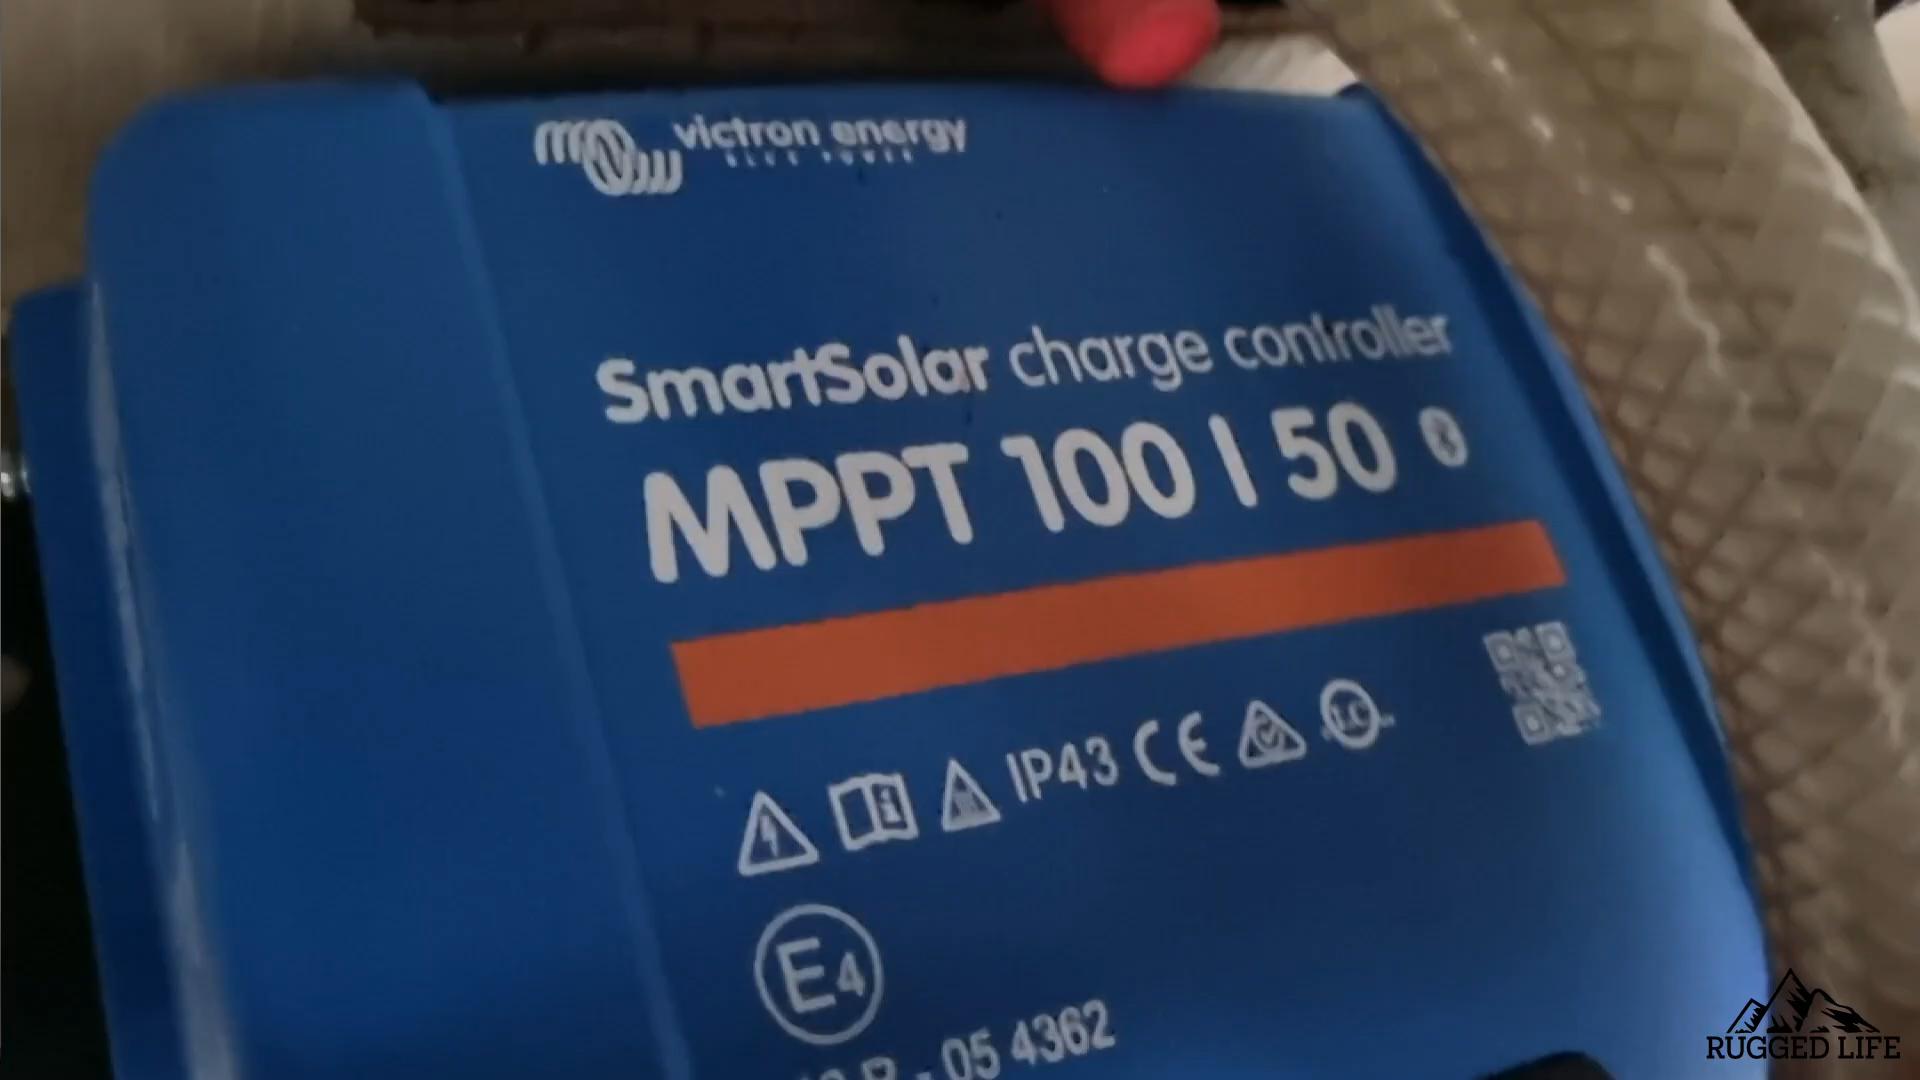 victron energy
BLUE POWER
SmartSolar charge controller
MPPT 100 | 50
IP43 CE
E4
R - 05 4362
RUGGED LIFE